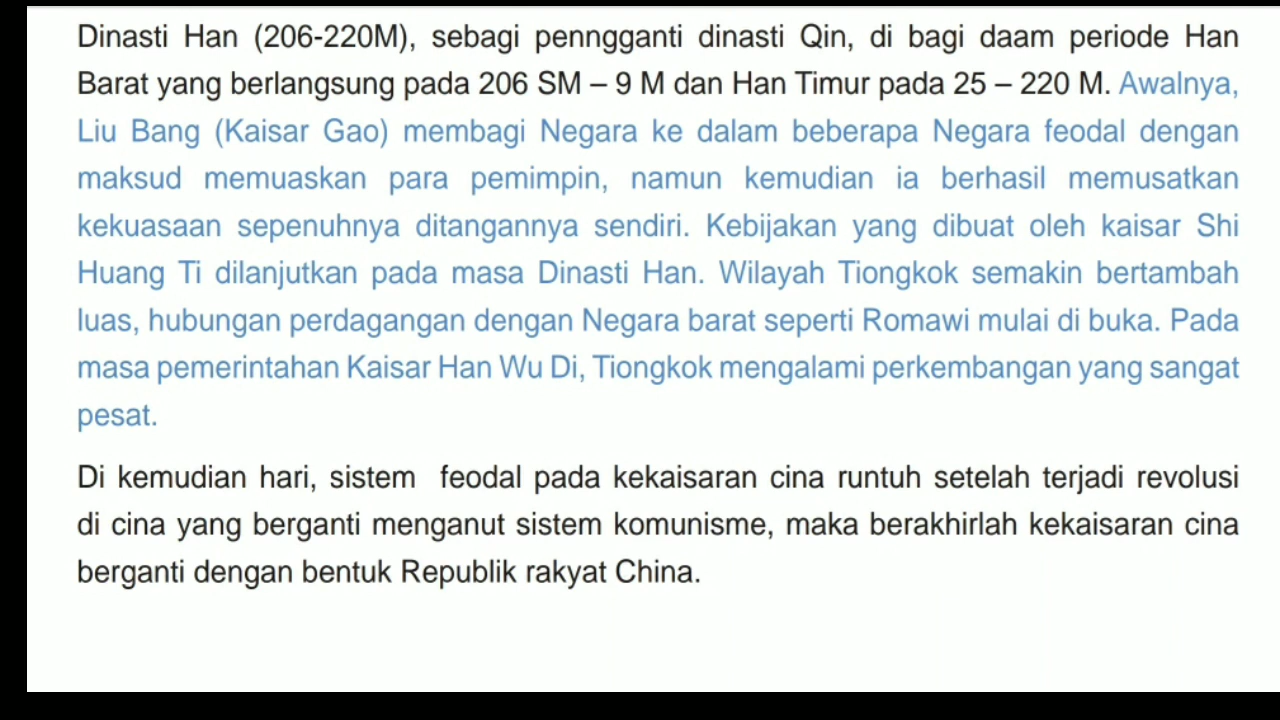 Dinasti Han (206-220M), sebagi penngganti dinasti Qin, di bagi daam periode Han
Barat yang berlangsung pada 206 SM – 9 M dan Han Timur pada 25 – 220 M. Awalnya,
Liu Bang (Kaisar Gao) membagi Negara ke dalam beberapa Negara feodal dengan
maksud memuaskan para pemimpin, namun kemudian ia berhasil memusatkan
kekuasaan sepenuhnya ditangannya sendiri. Kebijakan yang dibuat oleh kaisar Shi
Huang Ti dilanjutkan pada masa Dinasti Han. Wilayah Tiongkok semakin bertambah
luas, hubungan perdagangan dengan Negara barat seperti Romawi mulai di buka. Pada
masa pemerintahan Kaisar Han Wu Di, Tiongkok mengalami perkembangan yang sangat
pesat.
Di kemudian hari, sistem feodal pada kekaisaran cina runtuh setelah terjadi revolusi
di cina yang berganti menganut sistem komunisme, maka berakhirlah kekaisaran cina
berganti dengan bentuk Republik rakyat China.